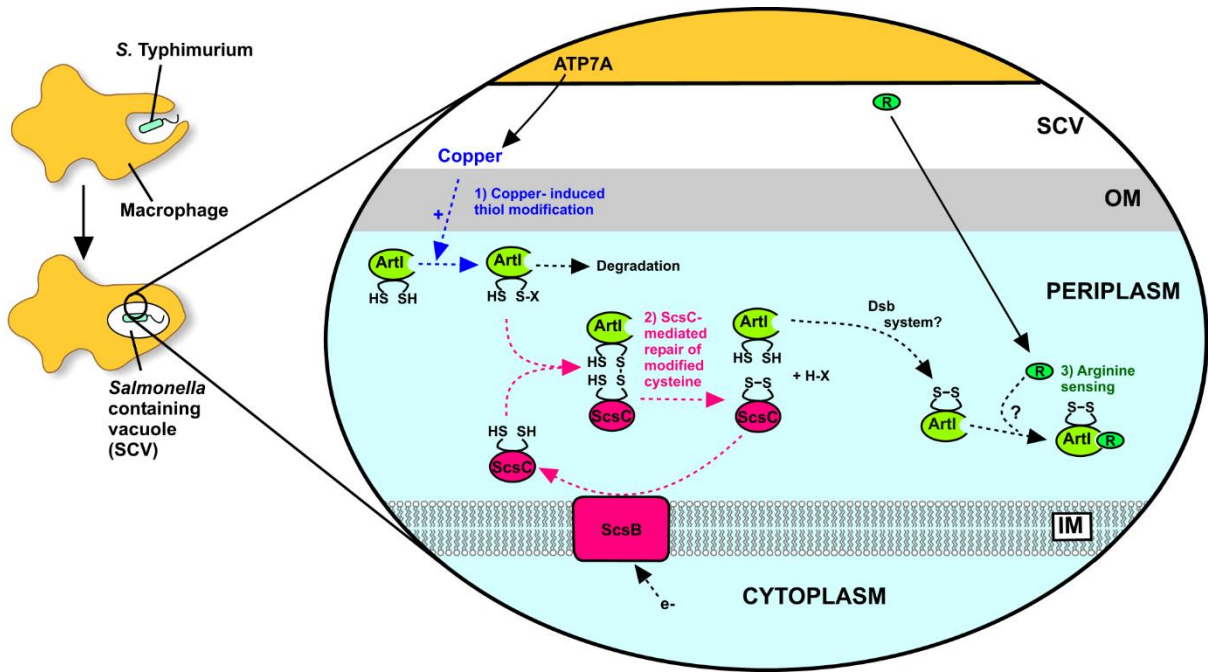 S. Typhimurium
Macrophage
Salmonella
containing
vacuole
(SCV)
ATP7A
R
SCV
Copper
OM
1) Copper- induced
thiol modification
+
ArtI
HS SH
ArtI
HS S-X
Degradation
PERIPLASM
ArtI
HS S
HS S
ScsC
2) ScsC-
mediated
repair of
modified
cysteine
ArtI
HS SH
+ H-X
S-S
ScsC
Dsb
system?
R
3) Arginine
sensing
S-S
ArtI
?
S-S
ArtI
R
HS SH
ScsC
ScsB
IM
e-
CYTOPLASM